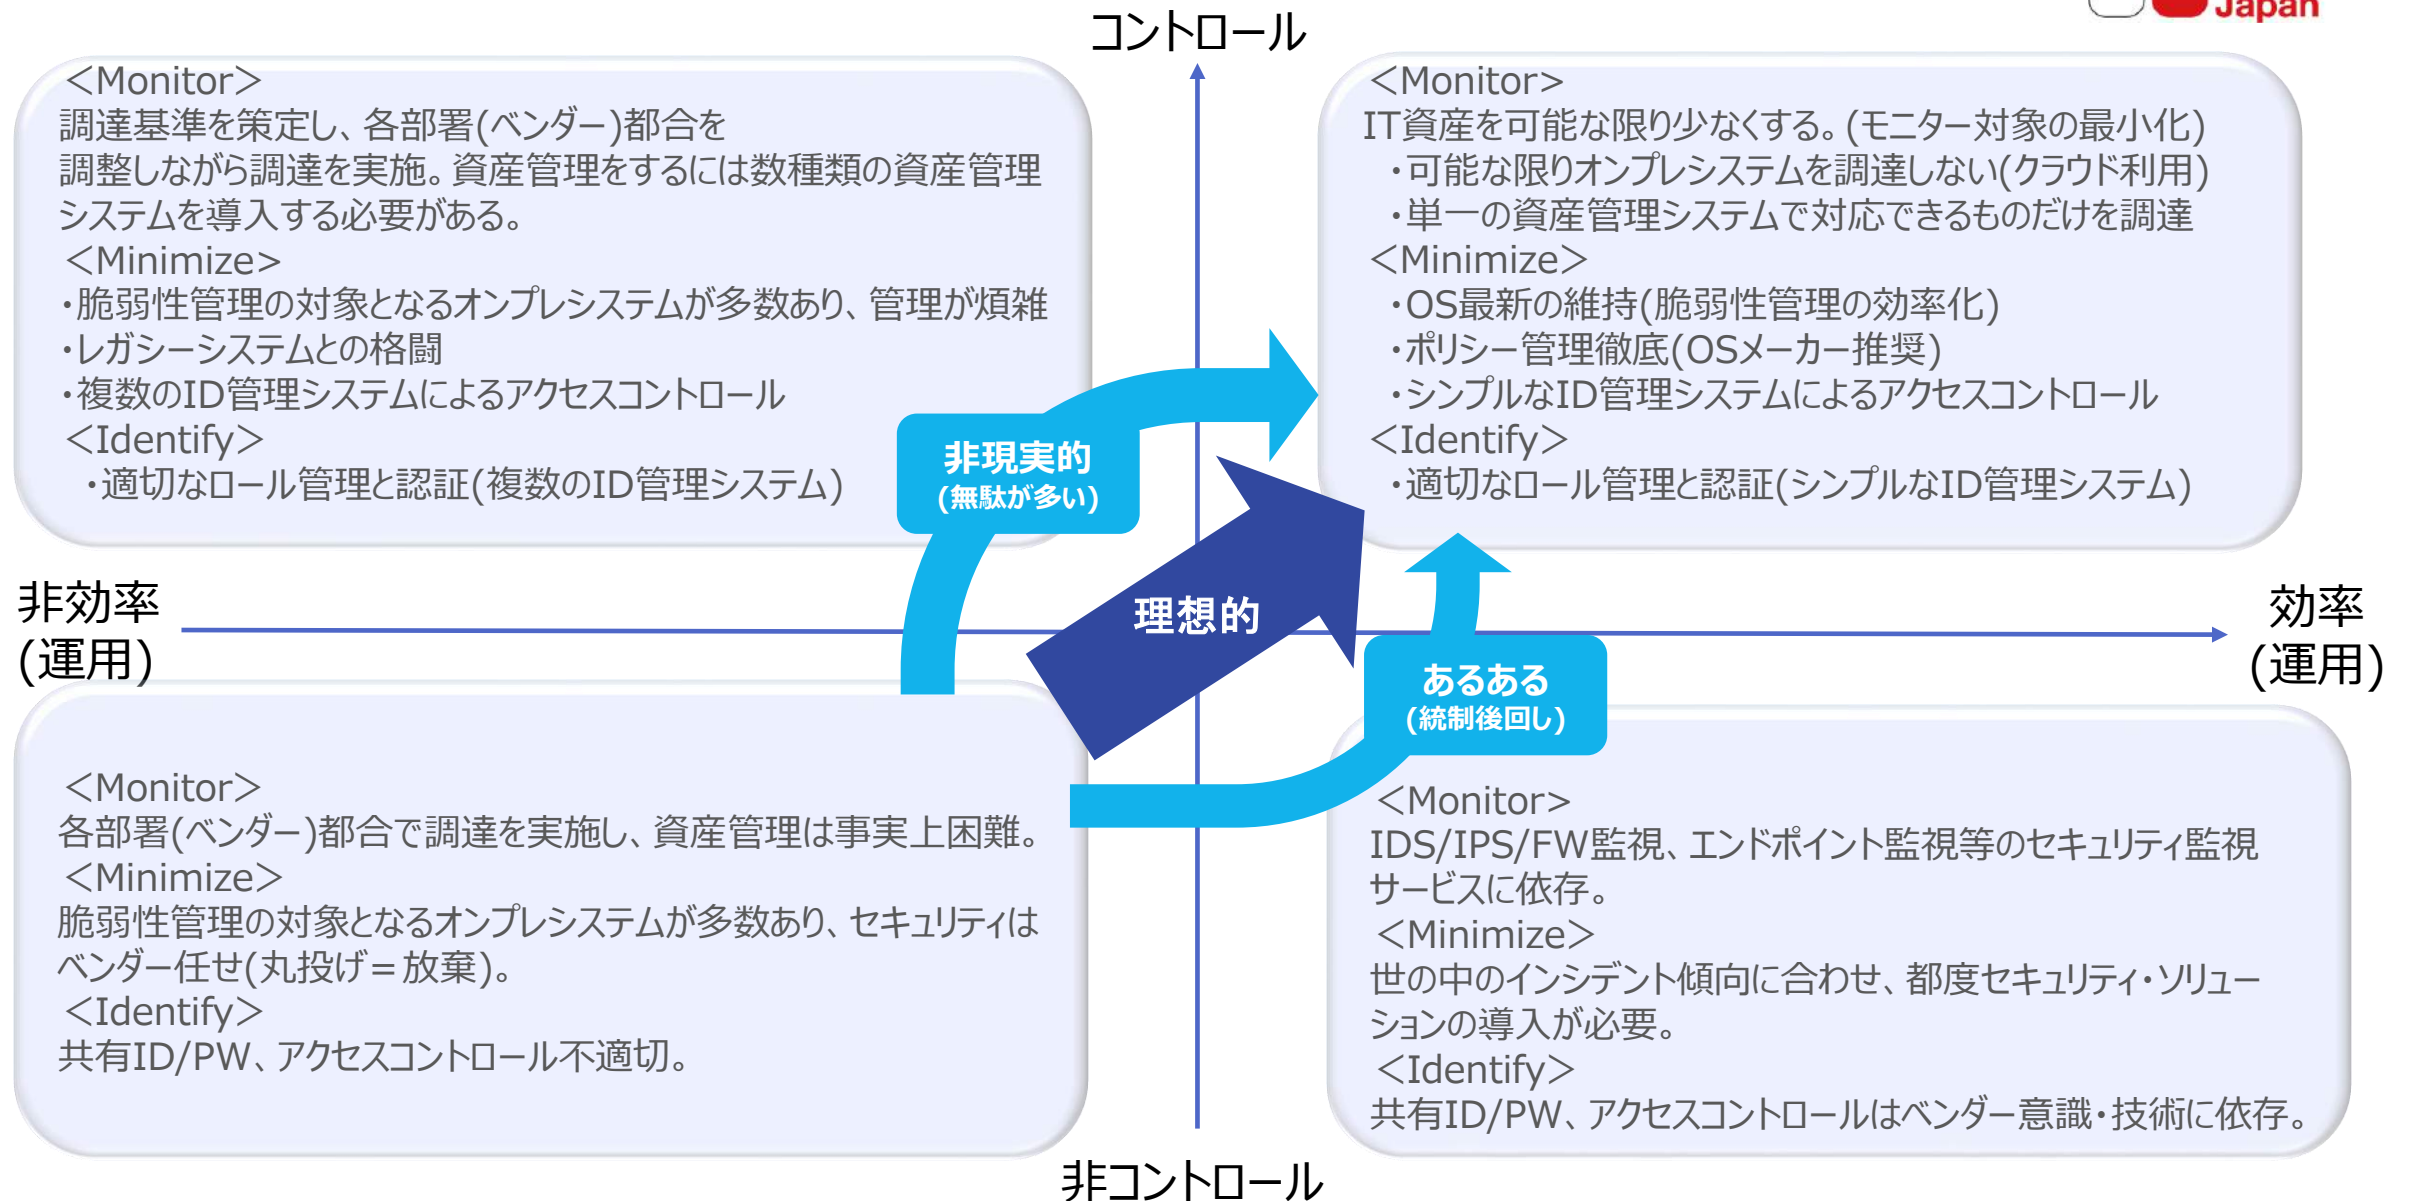 Japan
コントロール
＜Monitor＞
調達基準を策定し、各部署(ベンダー)都合を
調整しながら調達を実施。資産管理をするには数種類の資産管理
システムを導入する必要がある。
＜Minimize>
・脆弱性管理の対象となるオンプレシステムが多数あり、管理が煩雑
・レガシーシステムとの格闘
・複数のID管理システムによるアクセスコントロール
＜Identify＞
・適切なロール管理と認証(複数のID管理システム)
＜Monitor>
IT資産を可能な限り少なくする。(モニター対象の最小化)
・可能な限りオンプレシステムを調達しない(クラウド利用)
・単一の資産管理システムで対応できるものだけを調達
＜Minimize＞
・OS最新の維持(脆弱性管理の効率化)
・ポリシー管理徹底(OSメーカー推奨)
・シンプルなID管理システムによるアクセスコントロール
＜Identify＞
・適切なロール管理と認証(シンプルなID管理システム)
非現実的
(無駄が多い)
理想的
あるある
(統制後回し)
非効率
(運用)
効率
(運用)
＜Monitor＞
各部署(ベンダー)都合で調達を実施し、資産管理は事実上困難。
＜Minimize＞
脆弱性管理の対象となるオンプレシステムが多数あり、セキュリティは
ベンダー任せ(丸投げ＝放棄)。
＜Identify＞
共有ID/PW、アクセスコントロール不適切。
＜Monitor>
IDS/IPS/FW監視、エンドポイント監視等のセキュリティ監視
サービスに依存。
＜Minimize＞
世の中のインシデント傾向に合わせ、都度セキュリティ・ソリュー
ションの導入が必要。
＜Identify＞
共有ID/PW、アクセスコントロールはベンダー意識・技術に依存。
非コントロール